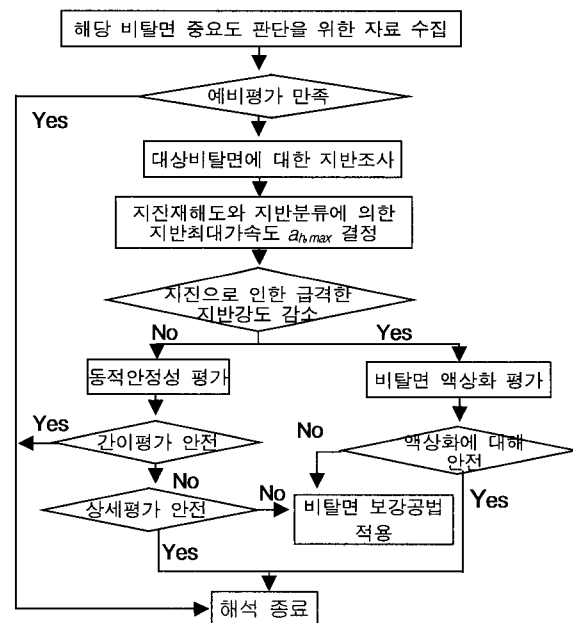 해당 비탈면 중요도 판단을 위한 자료 수집
예비평가 만족
Yes
대상비탈면에 대한 지반조사
지진재해도와 지반분류에 의한
지반최대가속도 ah,max 결정
지진으로 인한 급격한
지반강도 감소
No
Yes
동적안정성 평가
비탈면 액상화 평가
Yes
간이평가 안전
No
액상화에 대해
안전
No
상세평가 안전
No
비탈면 보강공법
적용
Yes
Yes
해석 종료